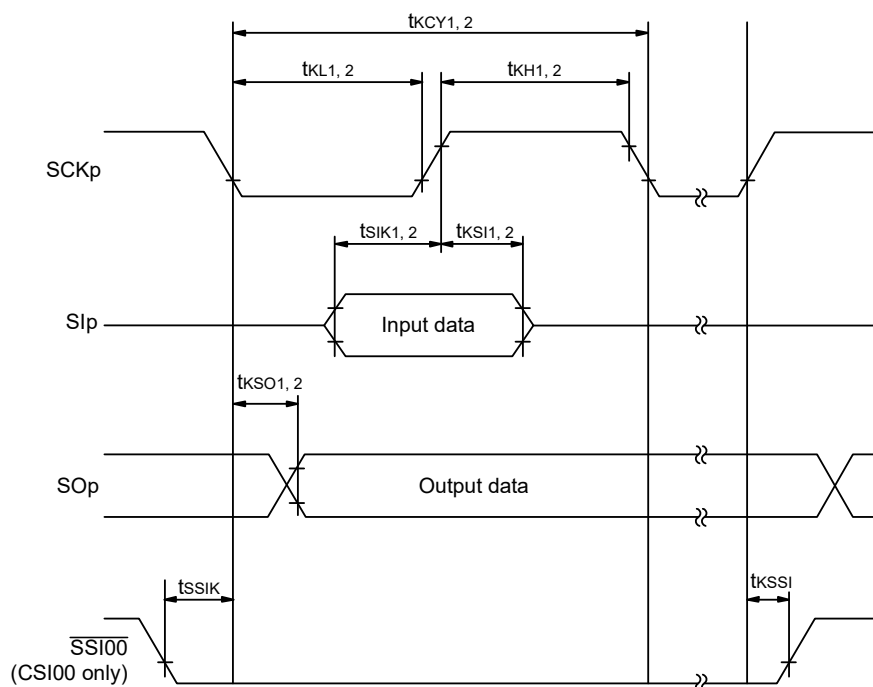 tKCY1, 2
tKL1, 2
tKH1, 2
SCKp
tSIK1, 2
tKSI1, 2
SIp
Input data
tKSO1, 2
SOp
Output data
tSSIK
tKSSI
SSI00
(CSI00 only)